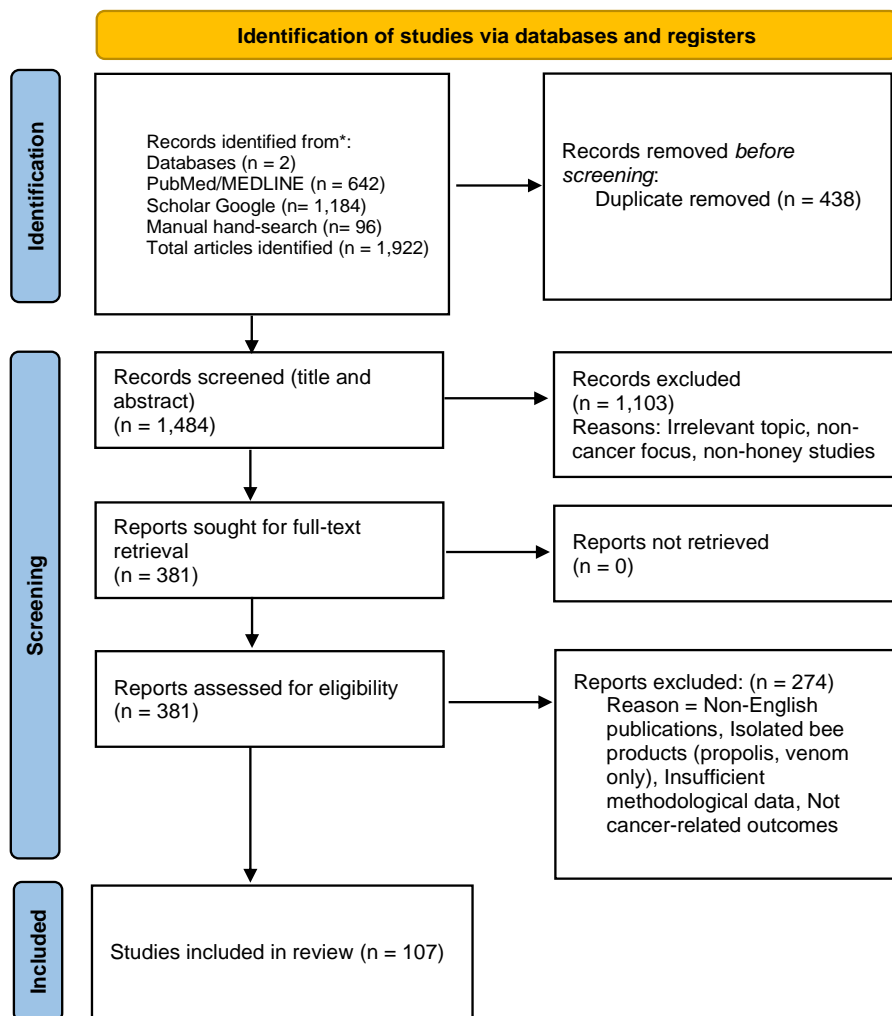 Identification of studies via databases and registers
Identification
Records identified from*:
Databases (n = 2)
PubMed/MEDLINE (n = 642)
Scholar Google (n= 1,184)
Manual hand-search (n= 96)
Total articles identified (n = 1,922)
Records removed before
screening:
Duplicate removed (n = 438)
Screening
Records screened (title and
abstract)
(n = 1,484)
Records excluded
(n = 1,103)
Reasons: Irrelevant topic, non-
cancer focus, non-honey studies
Reports sought for full-text
retrieval
(n = 381)
Reports not retrieved
(n = 0)
Reports assessed for eligibility
(n = 381)
Reports excluded: (n = 274)
Reason = Non-English
publications, Isolated bee
products (propolis, venom
only), Insufficient
methodological data, Not
cancer-related outcomes
Included
Studies included in review (n = 107)